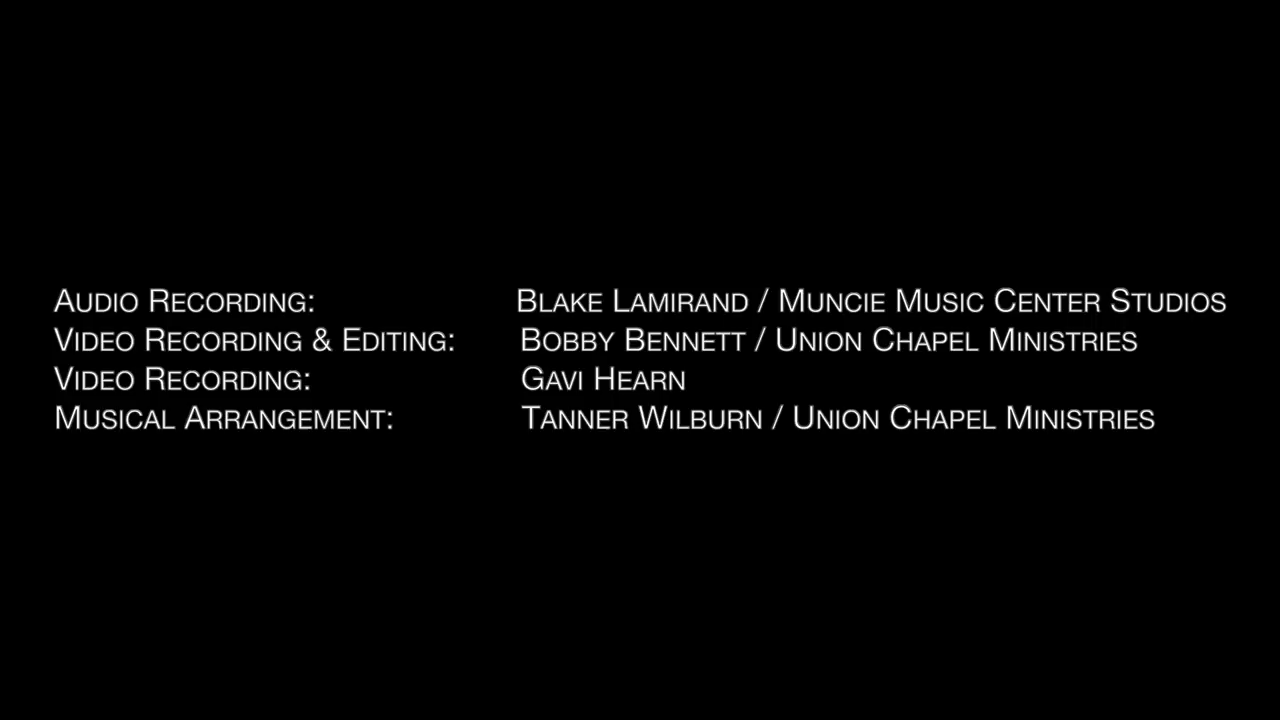 Audio Recording: Blake Lamirand / Muncie Music Center Studios
Video Recording & Editing: Bobby Bennett / Union Chapel Ministries
Video Recording: Gavi Hearn
Musical Arrangement: Tanner Wilburn / Union Chapel Ministries